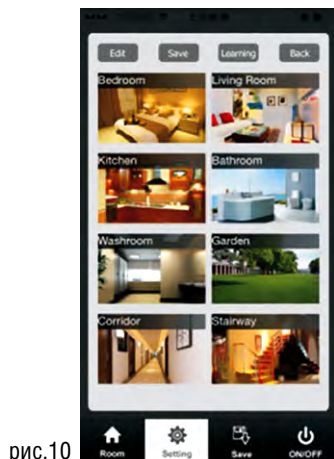 Edit Save Learning Back
Bedroom Living Room
Kitchen Bathroom
Washroom Garden
Corridor Stairway
Room Setting Save ON/OFF
рис.10